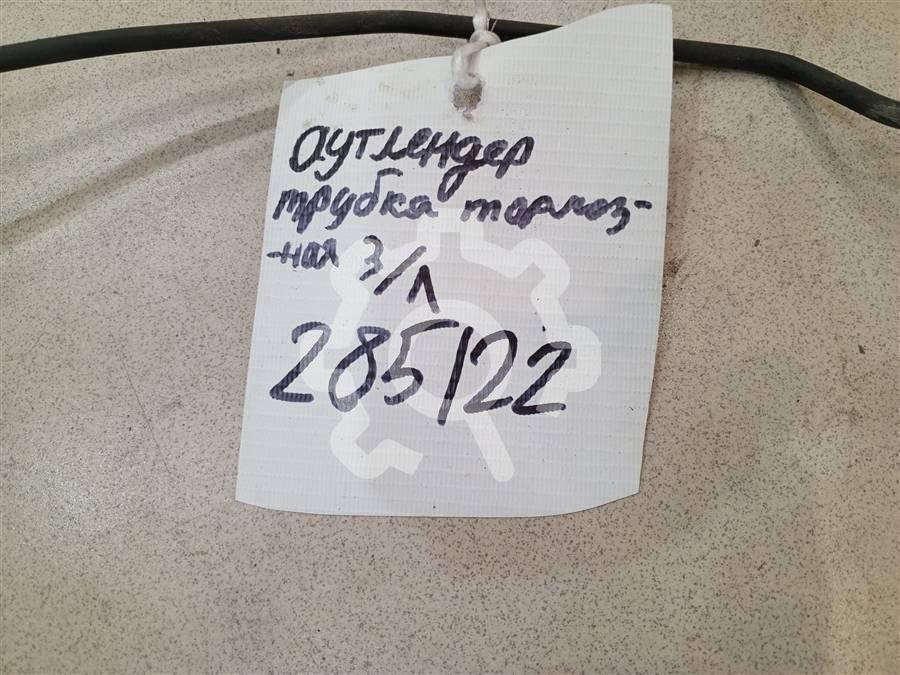 Аутлендер
трубка тормоз-
-ная З/Л
285/22